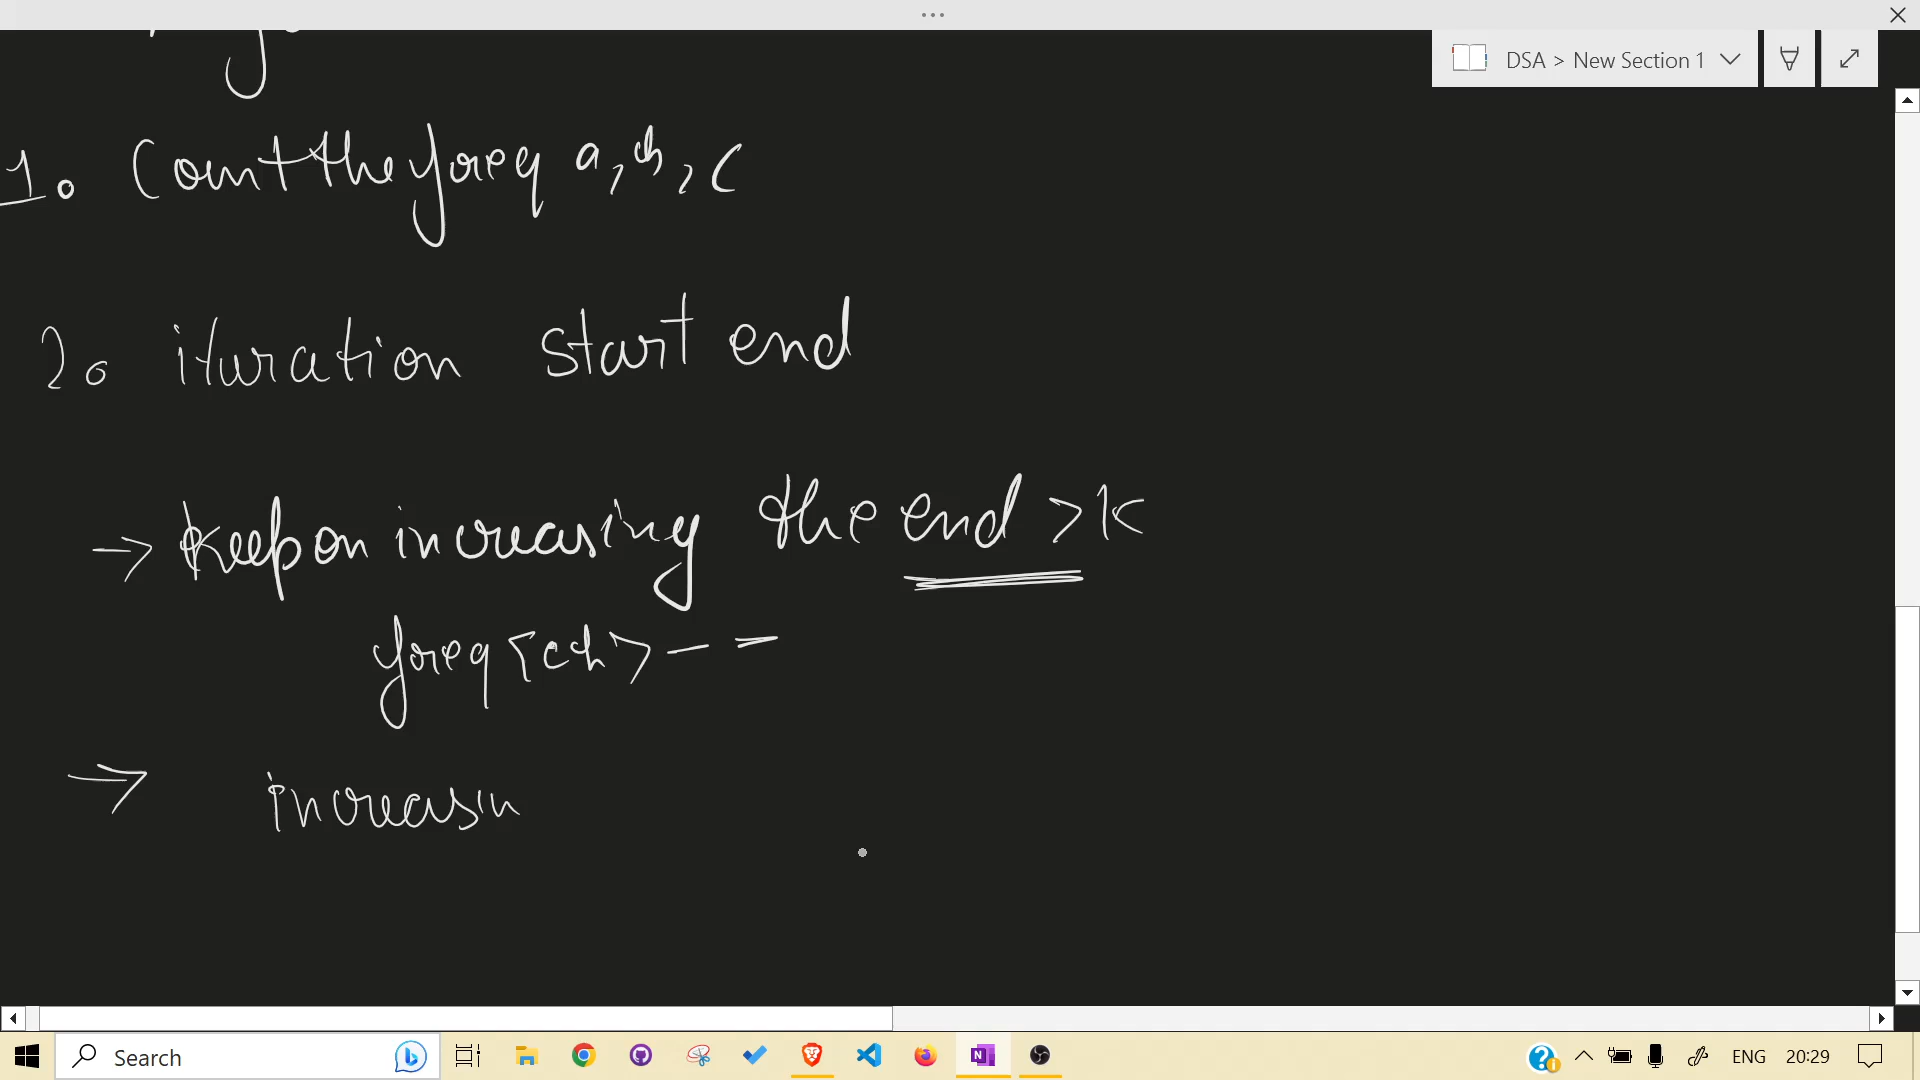 DSA > New Section 1
1. Count the freq a, b, c
2. iteration start end
→ Keep on increasing the end > k
freq[ch] --
→ increasin
Search
ENG 20:29